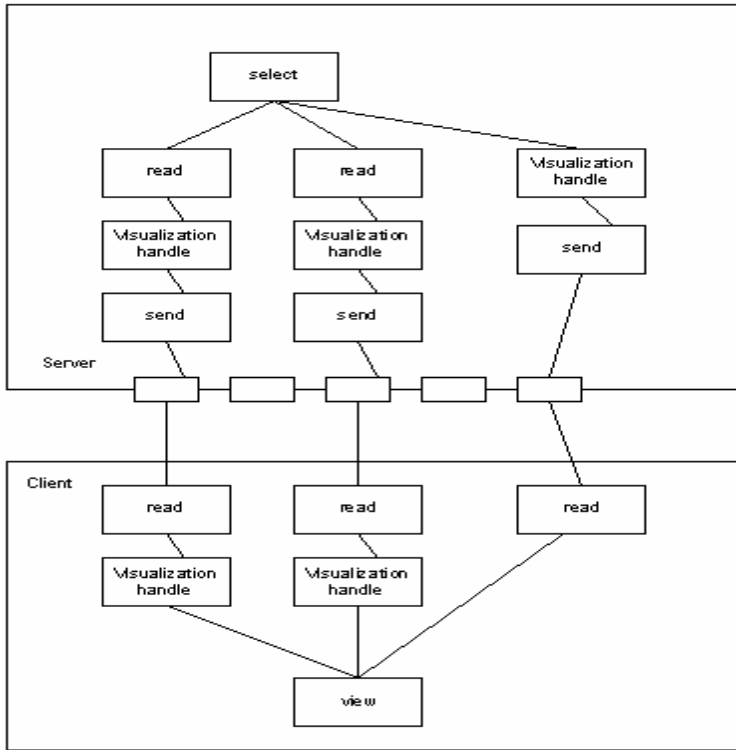 select
read
read
Visualization
handle
Visualization
handle
Visualization
handle
send
send
send
Server
Client
read
read
read
Visualization
handle
Visualization
handle
view